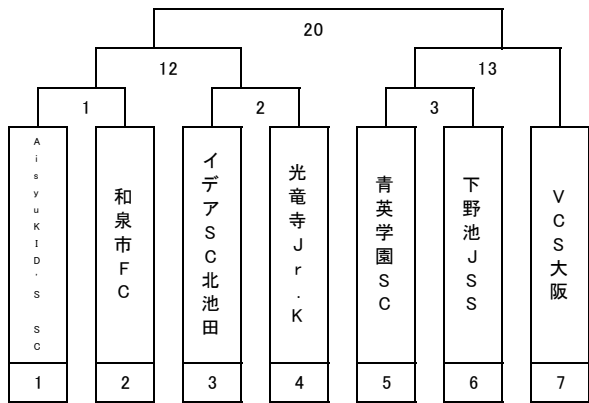 20
12
13
1
2
3
AisyuKID'S SC
和泉市FC
イデアSC北池田
光竜寺Jr.K
青英学園SC
下野池JSS
VCS大阪
1
2
3
4
5
6
7